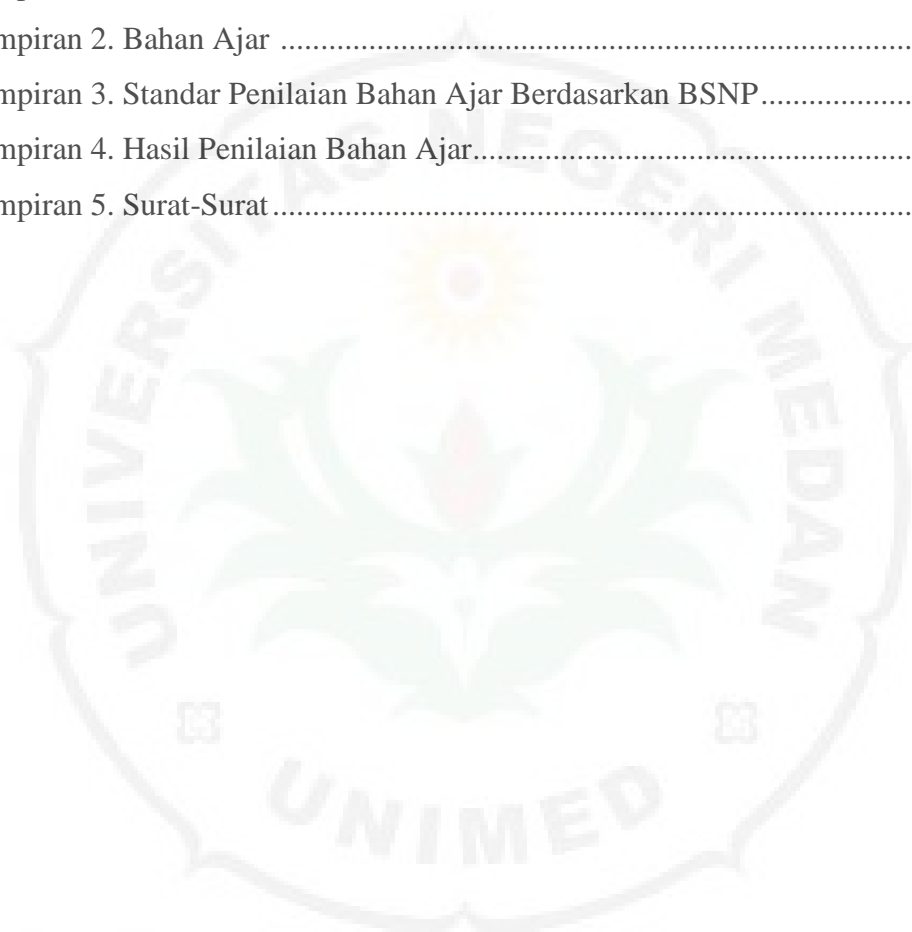 mpiran 2. Bahan Ajar ................................................................................
mpiran 3. Standar Penilaian Bahan Ajar Berdasarkan BSNP...................
mpiran 4. Hasil Penilaian Bahan Ajar.......................................................
mpiran 5. Surat-Surat ................................................................................
UNIVERSITAS NEGERI MEDAN
UNIMED